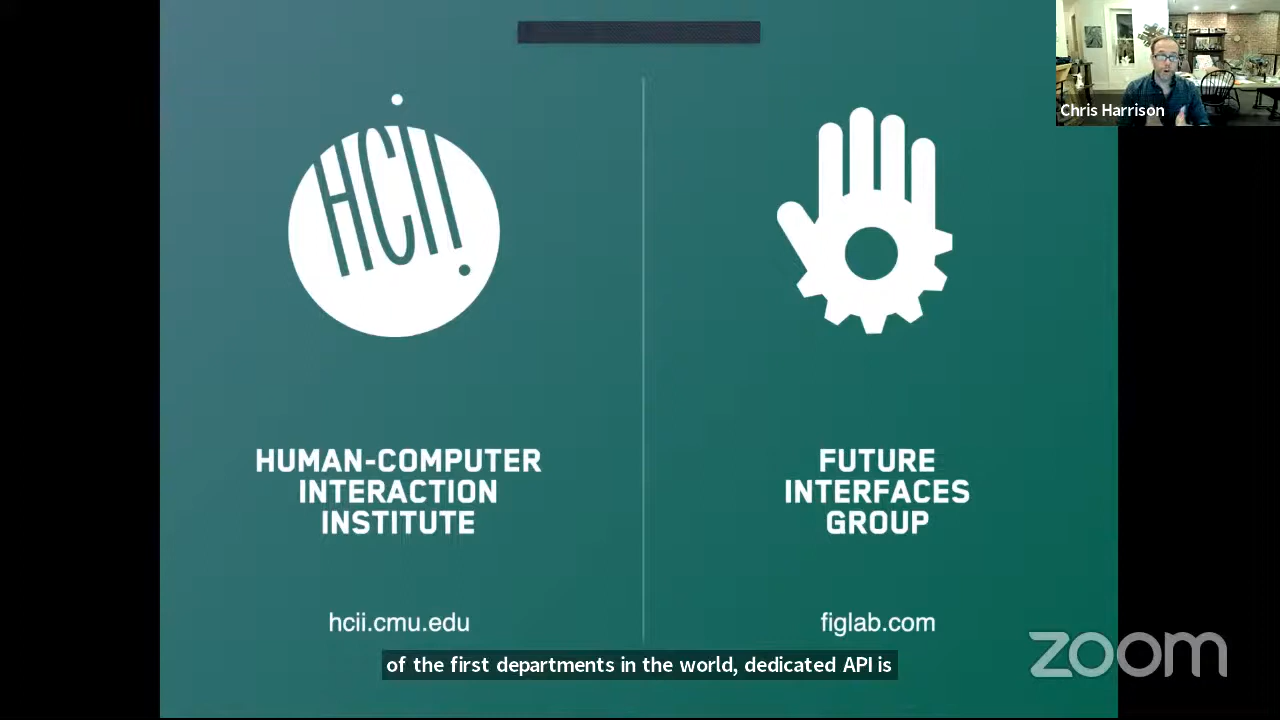 Chris Harrison
HCII
HUMAN-COMPUTER
INTERACTION
INSTITUTE
hcii.cmu.edu
FUTURE
INTERFACES
GROUP
figlab.com
of the first departments in the world, dedicated API is
zoom